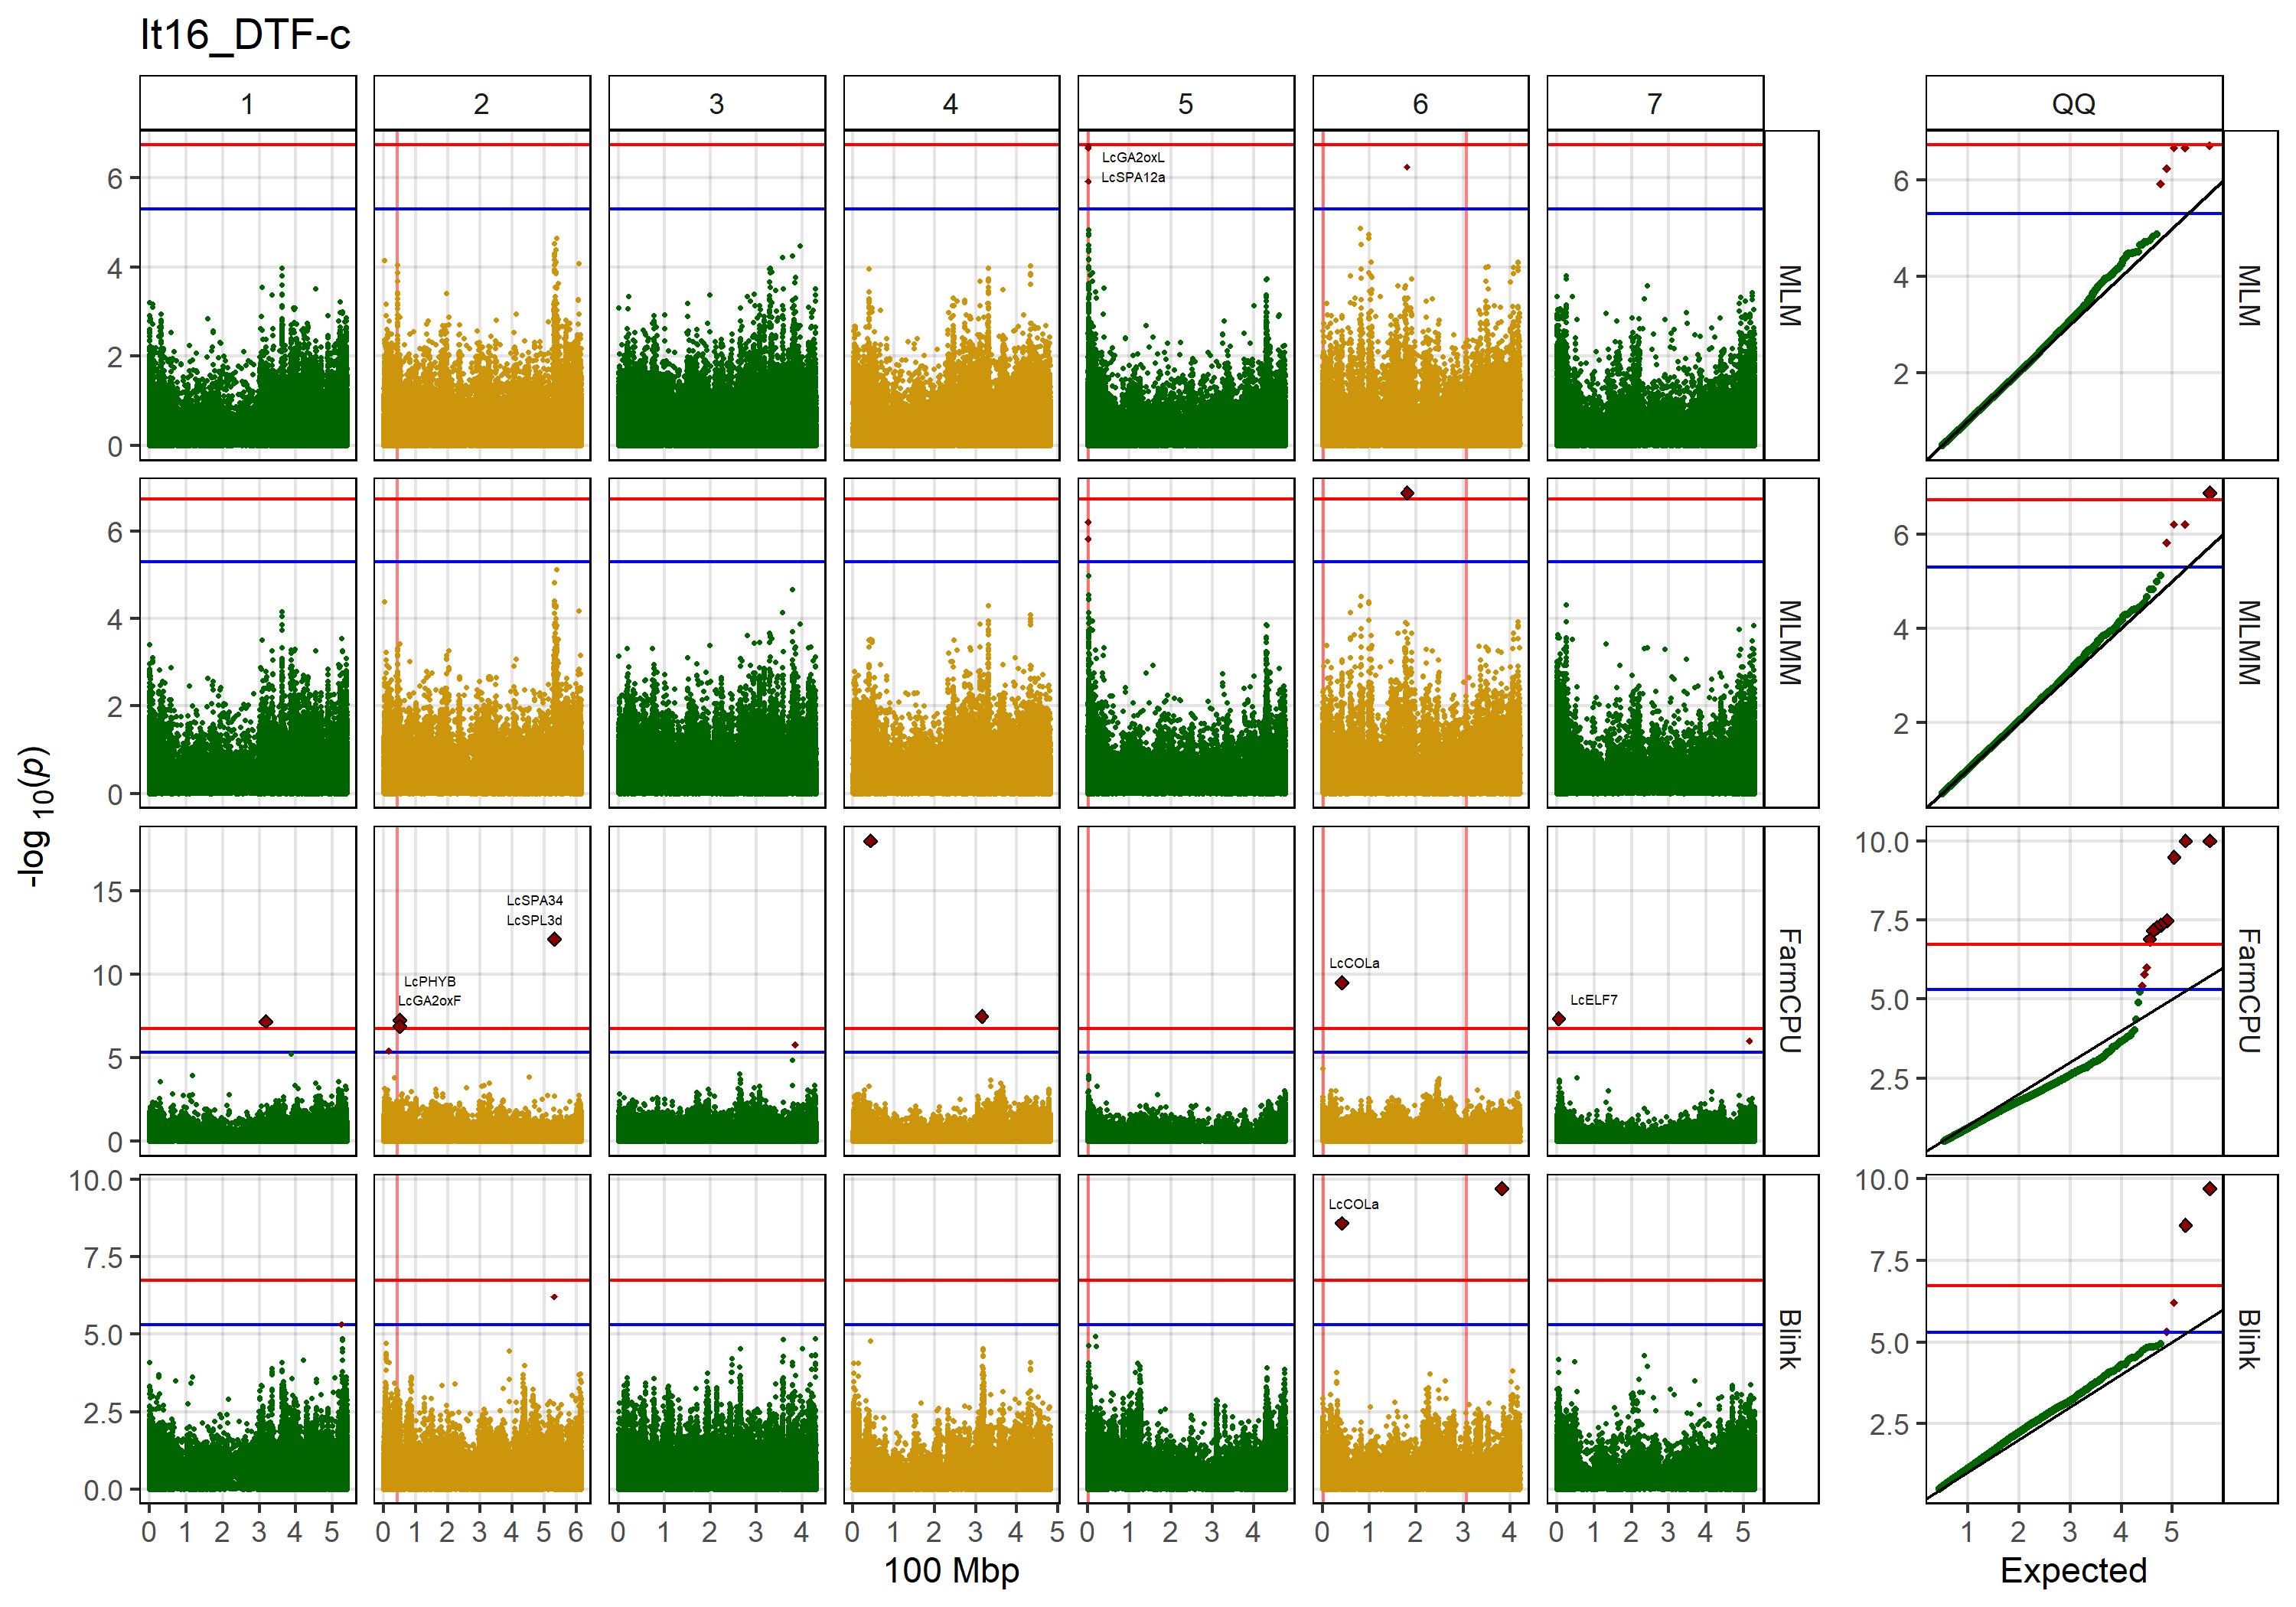 It16_DTF-c
1 2 3 4 5 6 7 QQ
6
4
2
0
LcGA2oxL
LcSPA12a
MLM
6
4
2
MLM
6
4
2
0
MLMM
6
4
2
MLMM
-log 10(p)
15
10
5
0
LcSPA34
LcSPL3d
LcPHYB
LcGA2oxF
LcCOLa
LcELF7
FarmCPU
10.0
7.5
5.0
2.5
FarmCPU
10.0
7.5
5.0
2.5
0.0
LcCOLa
Blink
10.0
7.5
5.0
2.5
Blink
0 1 2 3 4 5 0 1 2 3 4 5 6 0 1 2 3 4 0 1 2 3 4 5 0 1 2 3 4 0 1 2 3 4 0 1 2 3 4 5 1 2 3 4 5
100 Mbp Expected